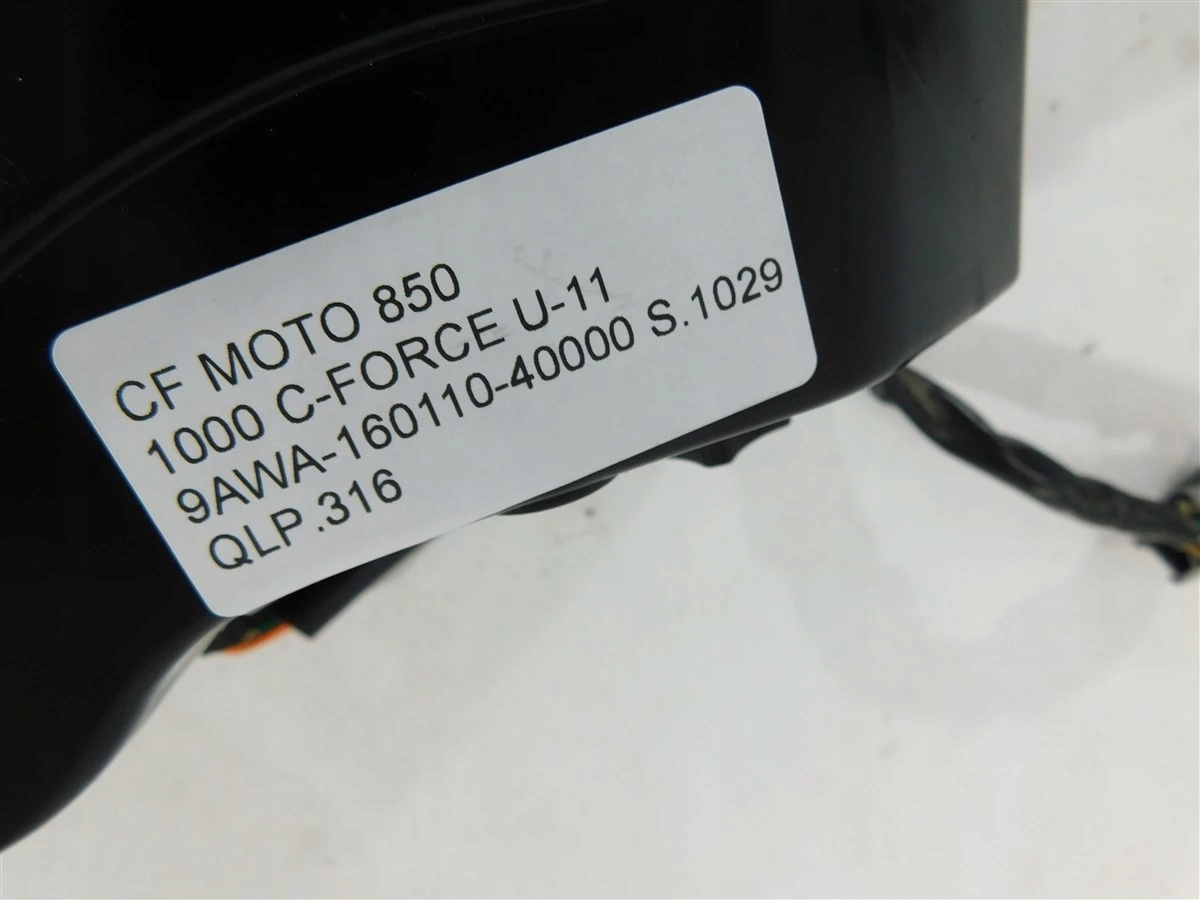 CF MOTO 850
1000 C-FORCE U-11
9AWA-160110-40000 S.1029
QLP.316